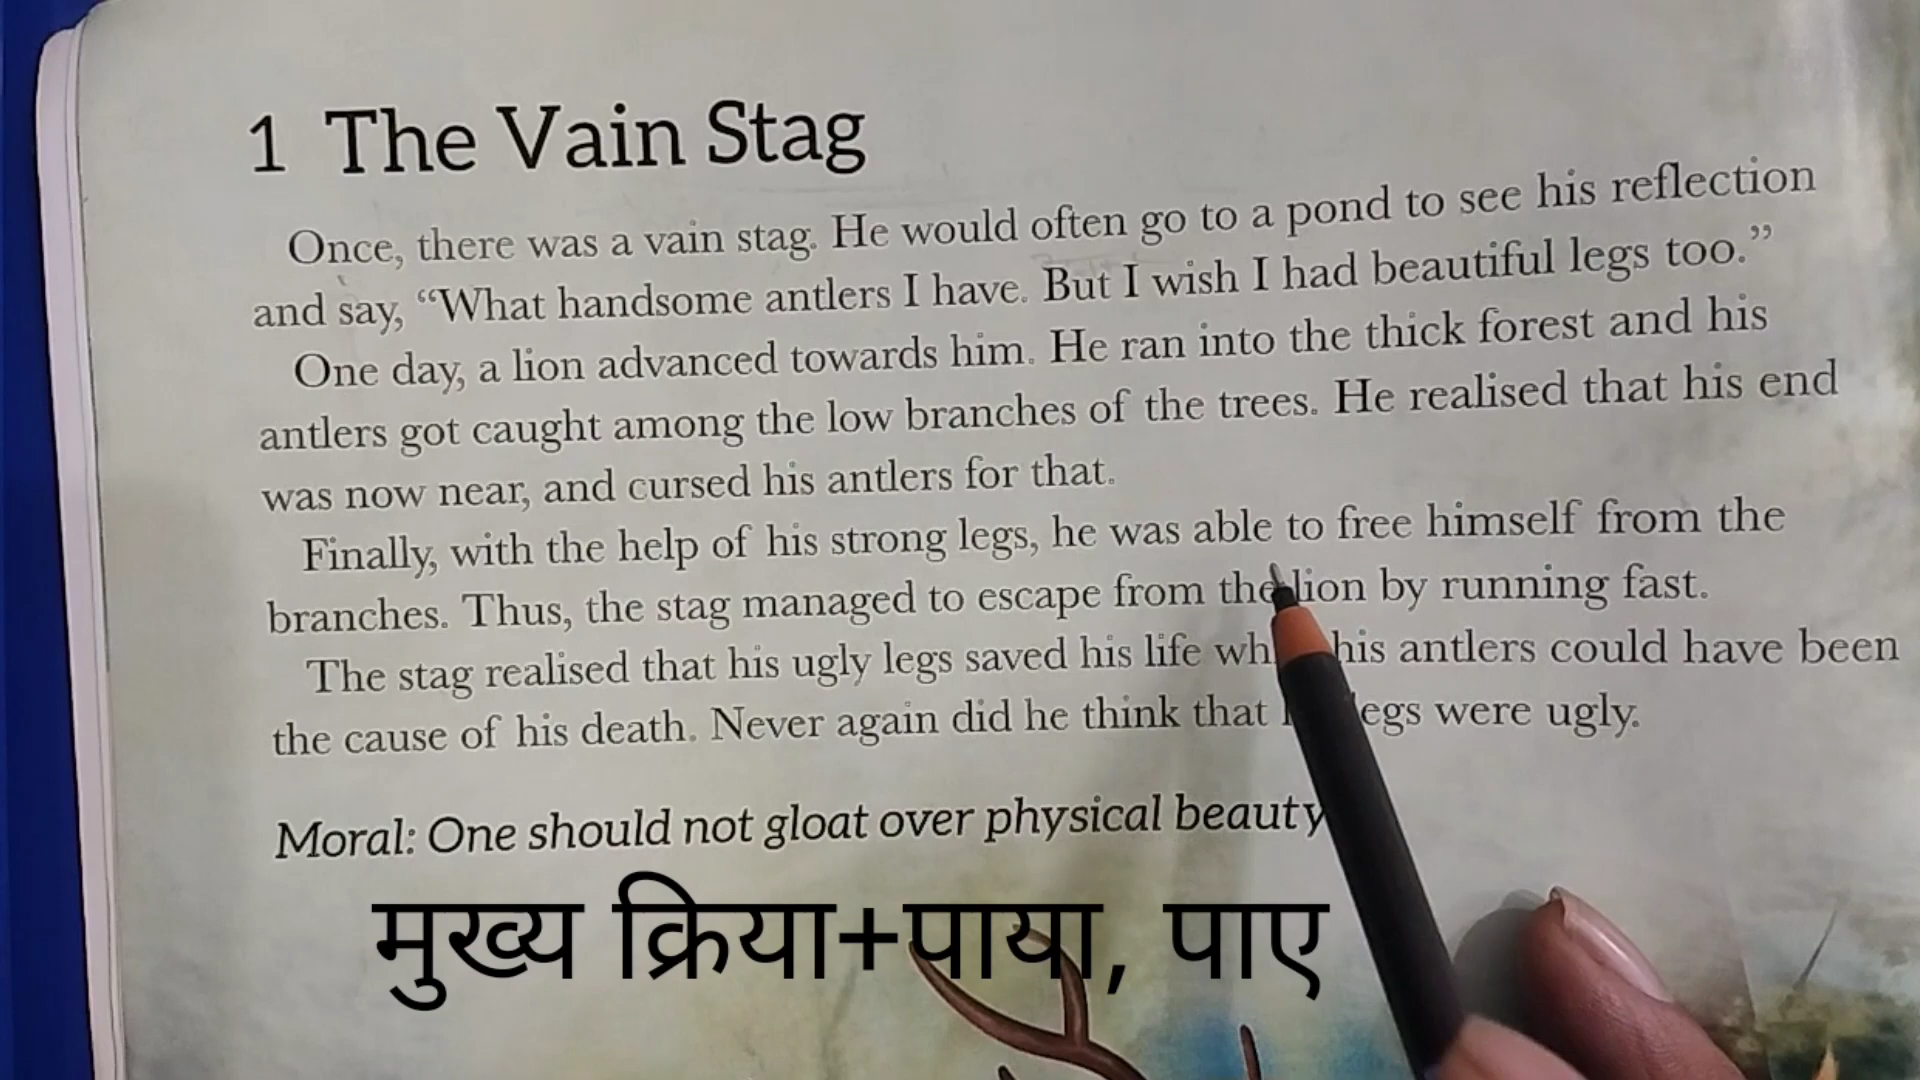 1 The Vain Stag
Once, there was a vain stag. He would often go to a pond to see his reflection
and say, “What handsome antlers I have. But I wish I had beautiful legs too.”
One day, a lion advanced towards him. He ran into the thick forest and his
antlers got caught among the low branches of the trees. He realised that his end
was now near, and cursed his antlers for that.
Finally, with the help of his strong legs, he was able to free himself from the
branches. Thus, the stag managed to escape from the lion by running fast.
The stag realised that his ugly legs saved his life his antlers could have been
the cause of his death. Never again did he think that were ugly.
Moral: One should not gloat over physical beauty
मुख्य क्रिया+पाया, पाए